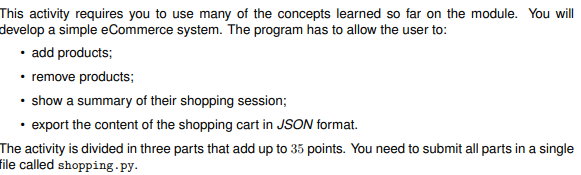 This activity requires you to use many of the concepts learned so far on the module. You will
develop a simple eCommerce system. The program has to allow the user to:
• add products;
• remove products;
• show a summary of their shopping session;
• export the content of the shopping cart in JSON format.
The activity is divided in three parts that add up to 35 points. You need to submit all parts in a single
file called shopping.py.